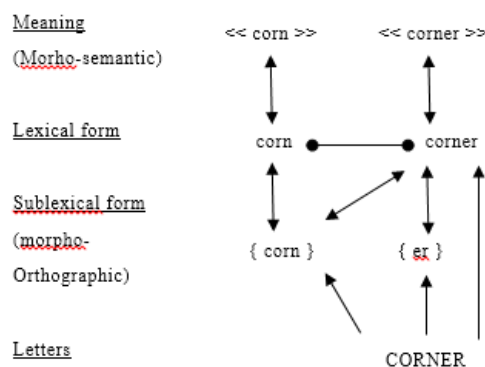 Meaning
<< corn >> << corner >>
(Morho-semantic)
Lexical form
corn corner
Sublexical form
(morpho-
{ corn } { er }
Orthographic)
Letters
CORNER